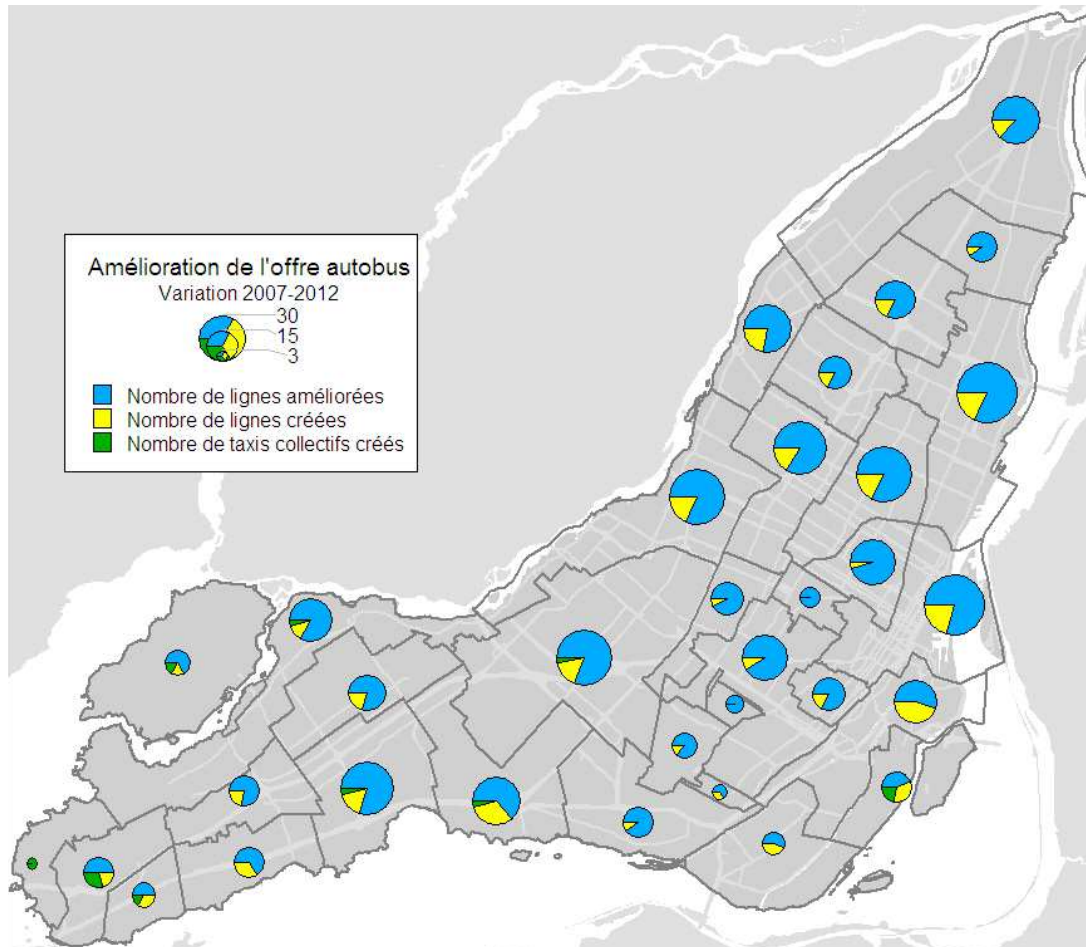 Amélioration de l'offre autobus
Variation 2007-2012
30
15
3
Nombre de lignes améliorées
Nombre de lignes créées
Nombre de taxis collectifs créés